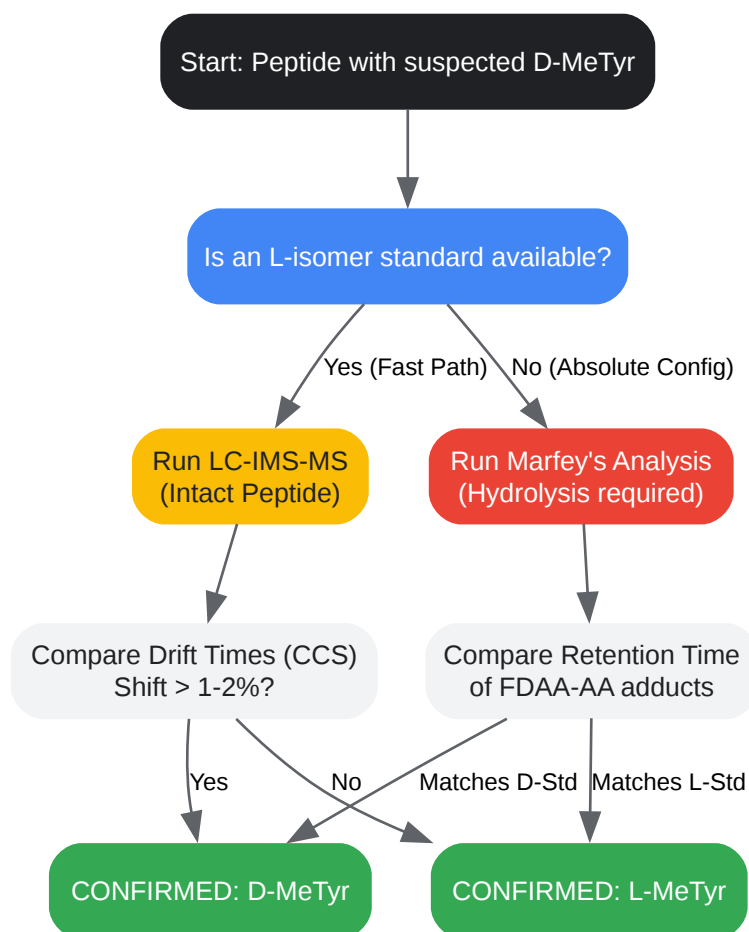 Start: Peptide with suspected D-MeTyr
Is an L-isomer standard available?
Yes (Fast Path)
No (Absolute Config)
Run LC-IMS-MS
(Intact Peptide)
Run Marfey's Analysis
(Hydrolysis required)
Compare Drift Times (CCS)
Shift > 1-2%?
Compare Retention Time
of FDAA-AA adducts
Yes
No
Matches D-Std
Matches L-Std
CONFIRMED: D-MeTyr
CONFIRMED: L-MeTyr